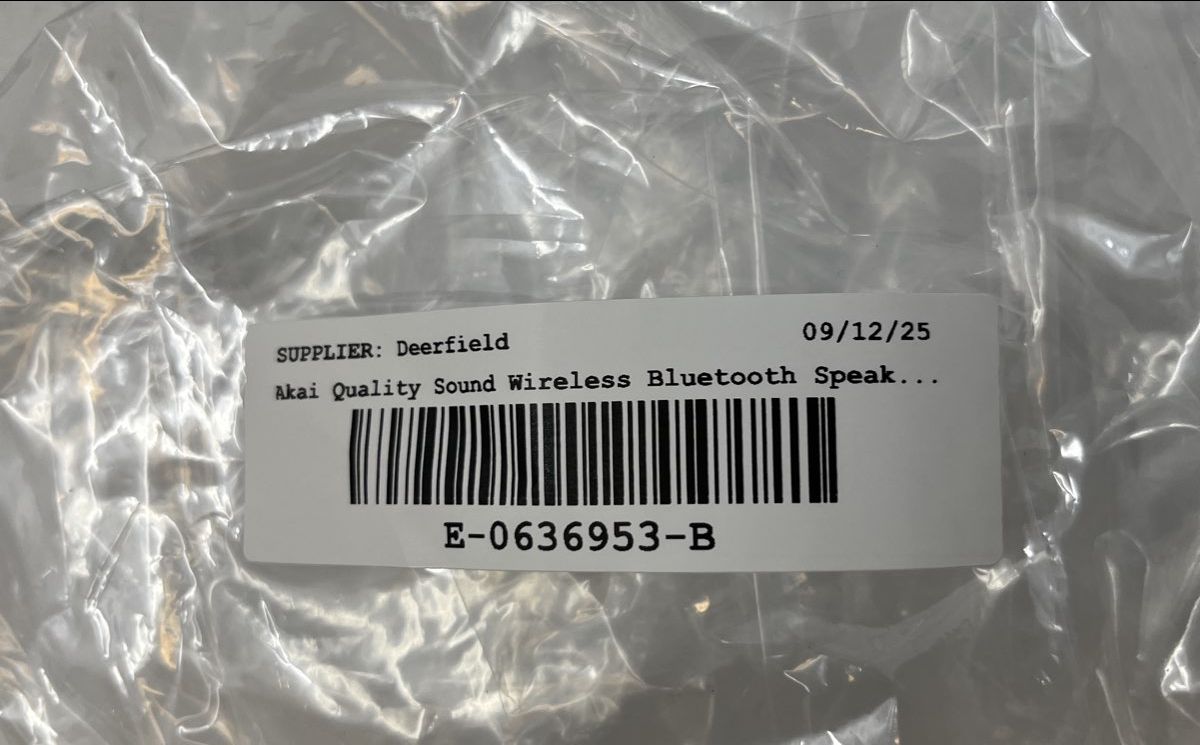 SUPPLIER: Deerfield 09/12/25
Akai Quality Sound Wireless Bluetooth Speak...
E-0636953-B